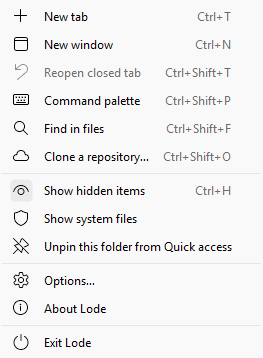 New tab Ctrl+T
New window Ctrl+N
Reopen closed tab Ctrl+Shift+T
Command palette Ctrl+Shift+P
Find in files Ctrl+Shift+F
Clone a repository... Ctrl+Shift+O
Show hidden items Ctrl+H
Show system files
Unpin this folder from Quick access
Options...
About Lode
Exit Lode